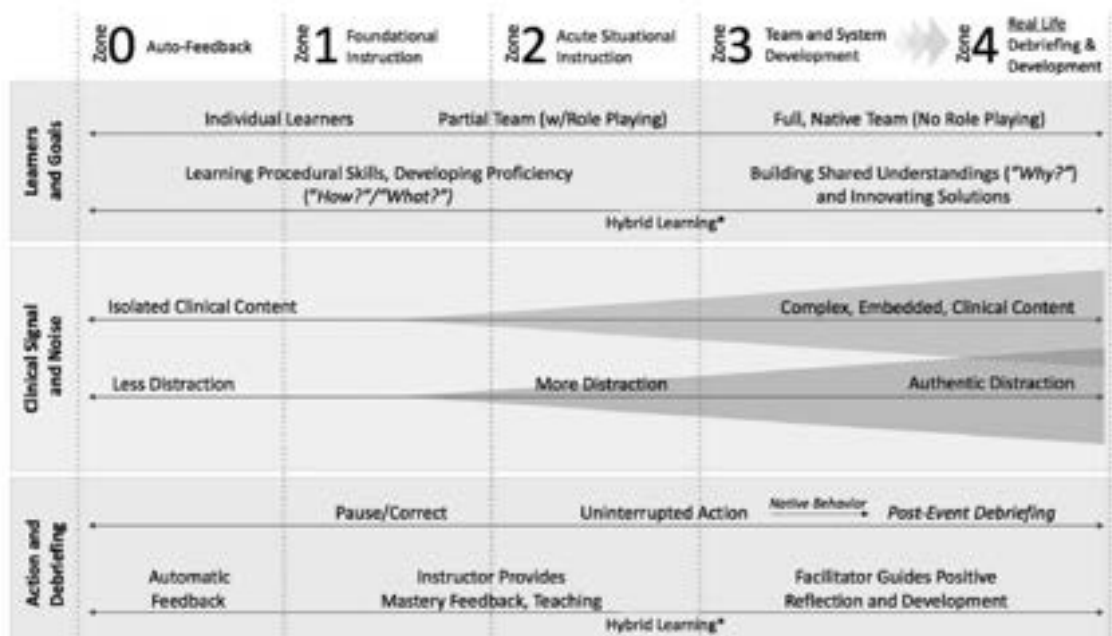 Zone 0 Auto-Feedback
Zone 1 Foundational
Instruction
Zone 2 Acute Situational
Instruction
Zone 3 Team and System
Development
Zone 4 Real Life
Debriefing &
Development
Learners
and Goals
Individual Learners
Partial Team (w/Role Playing)
Full, Native Team (No Role Playing)
Learning Procedural Skills, Developing Proficiency
("How?"/"What?")
Building Shared Understandings ("Why?")
and Innovating Solutions
Hybrid Learning*
Clinical Signal
and Noise
Isolated Clinical Content
Complex, Embedded, Clinical Content
Less Distraction
More Distraction
Authentic Distraction
Action and
Debriefing
Pause/Correct
Uninterrupted Action
Native Behavior
Post-Event Debriefing
Automatic
Feedback
Instructor Provides
Mastery Feedback, Teaching
Facilitator Guides Positive
Reflection and Development
Hybrid Learning*